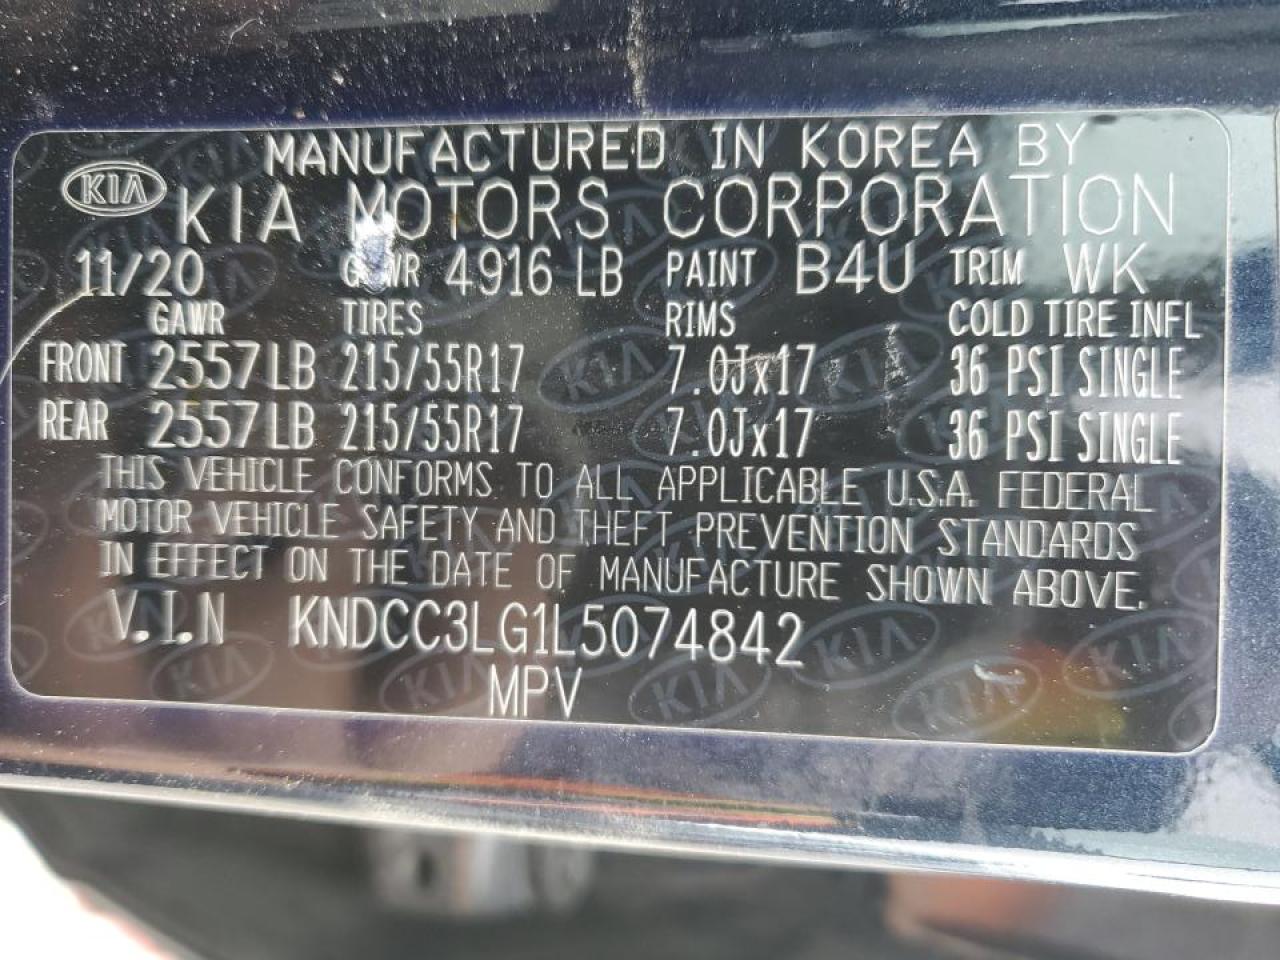 MANUFACTURED IN KOREA BY
KIA KIA MOTORS CORPORATION
11/20 GVWR 4916 LB PAINT B4U TRIM WK
GAWR TIRES RIMS COLD TIRE INFL
FRONT 2557LB 215/55R17 7.0Jx17 36 PSI SINGLE
REAR 2557LB 215/55R17 7.0Jx17 36 PSI SINGLE
THIS VEHICLE CONFORMS TO ALL APPLICABLE U.S.A. FEDERAL
MOTOR VEHICLE SAFETY AND THEFT PREVENTION STANDARDS
IN EFFECT ON THE DATE OF MANUFACTURE SHOWN ABOVE.
V.I.N KNDCC3LG1L5074842
MPV